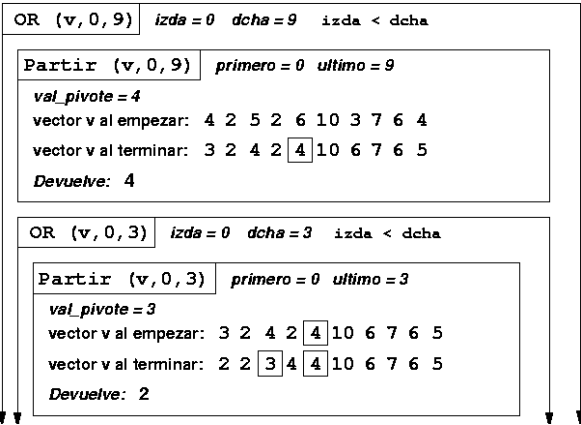 OR (v,0,9) izda = 0 dcha = 9 izda < dcha
Partir (v,0,9) primero = 0 ultimo = 9
val_pivote = 4
vector v al empezar: 4 2 5 2 6 10 3 7 6 4
vector v al terminar: 3 2 4 2 4 10 6 7 6 5
Devuelve: 4
OR (v,0,3) izda = 0 dcha = 3 izda < dcha
Partir (v,0,3) primero = 0 ultimo = 3
val_pivote = 3
vector v al empezar: 3 2 4 2 4 10 6 7 6 5
vector v al terminar: 2 2 3 4 4 10 6 7 6 5
Devuelve: 2